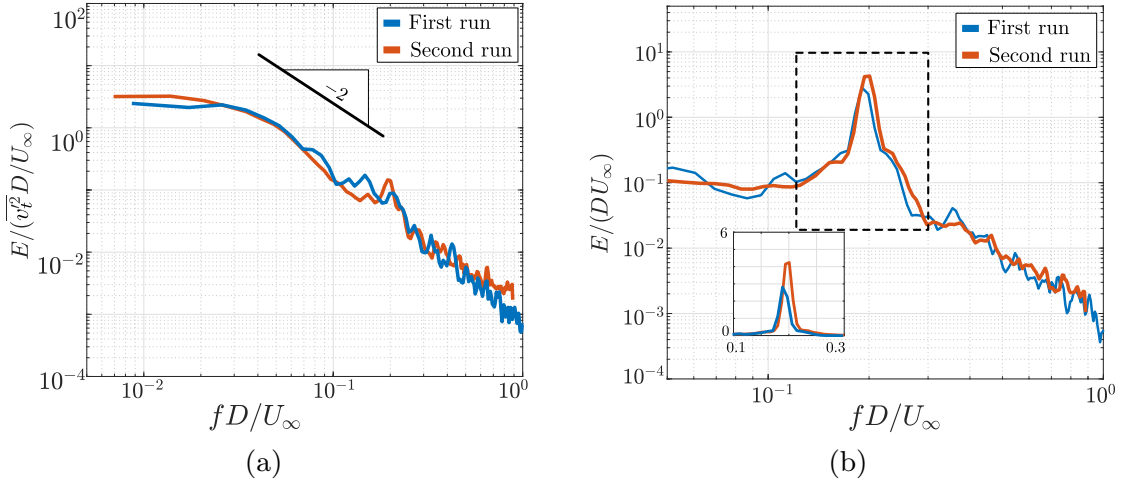 First run
Second run
10^2
10^0
10^{-2}
10^{-4}
−2
E/(\overline{v_t'^2}D/U_∞)
10^{-2}
10^{-1}
10^0
fD/U_∞
(a)
First run
Second run
10^1
10^0
10^{-1}
10^{-2}
10^{-3}
10^{-4}
E/(DU_∞)
6
0
0.1
0.3
10^{-1}
10^0
fD/U_∞
(b)